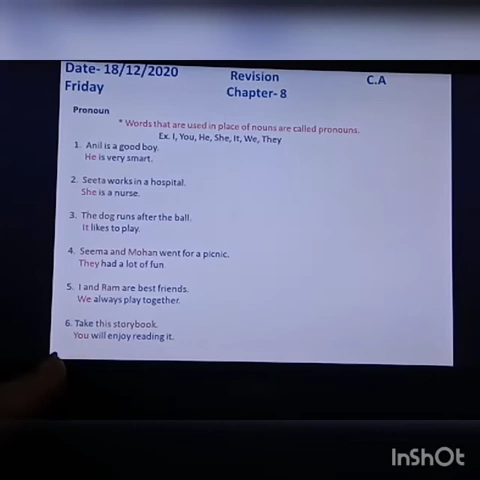 Date- 18/12/2020 Revision C.A
Friday Chapter- 8
Pronoun
* Words that are used in place of nouns are called pronouns.
Ex. I, You, He, She, It, We, They
1. Anil is a good boy.
He is very smart.
2. Seeta works in a hospital.
She is a nurse.
3. The dog runs after the ball.
It likes to play.
4. Seema and Mohan went for a picnic.
They had a lot of fun
5. I and Ram are best friends.
We always play together.
6. Take this storybook.
You will enjoy reading it.
InShOt